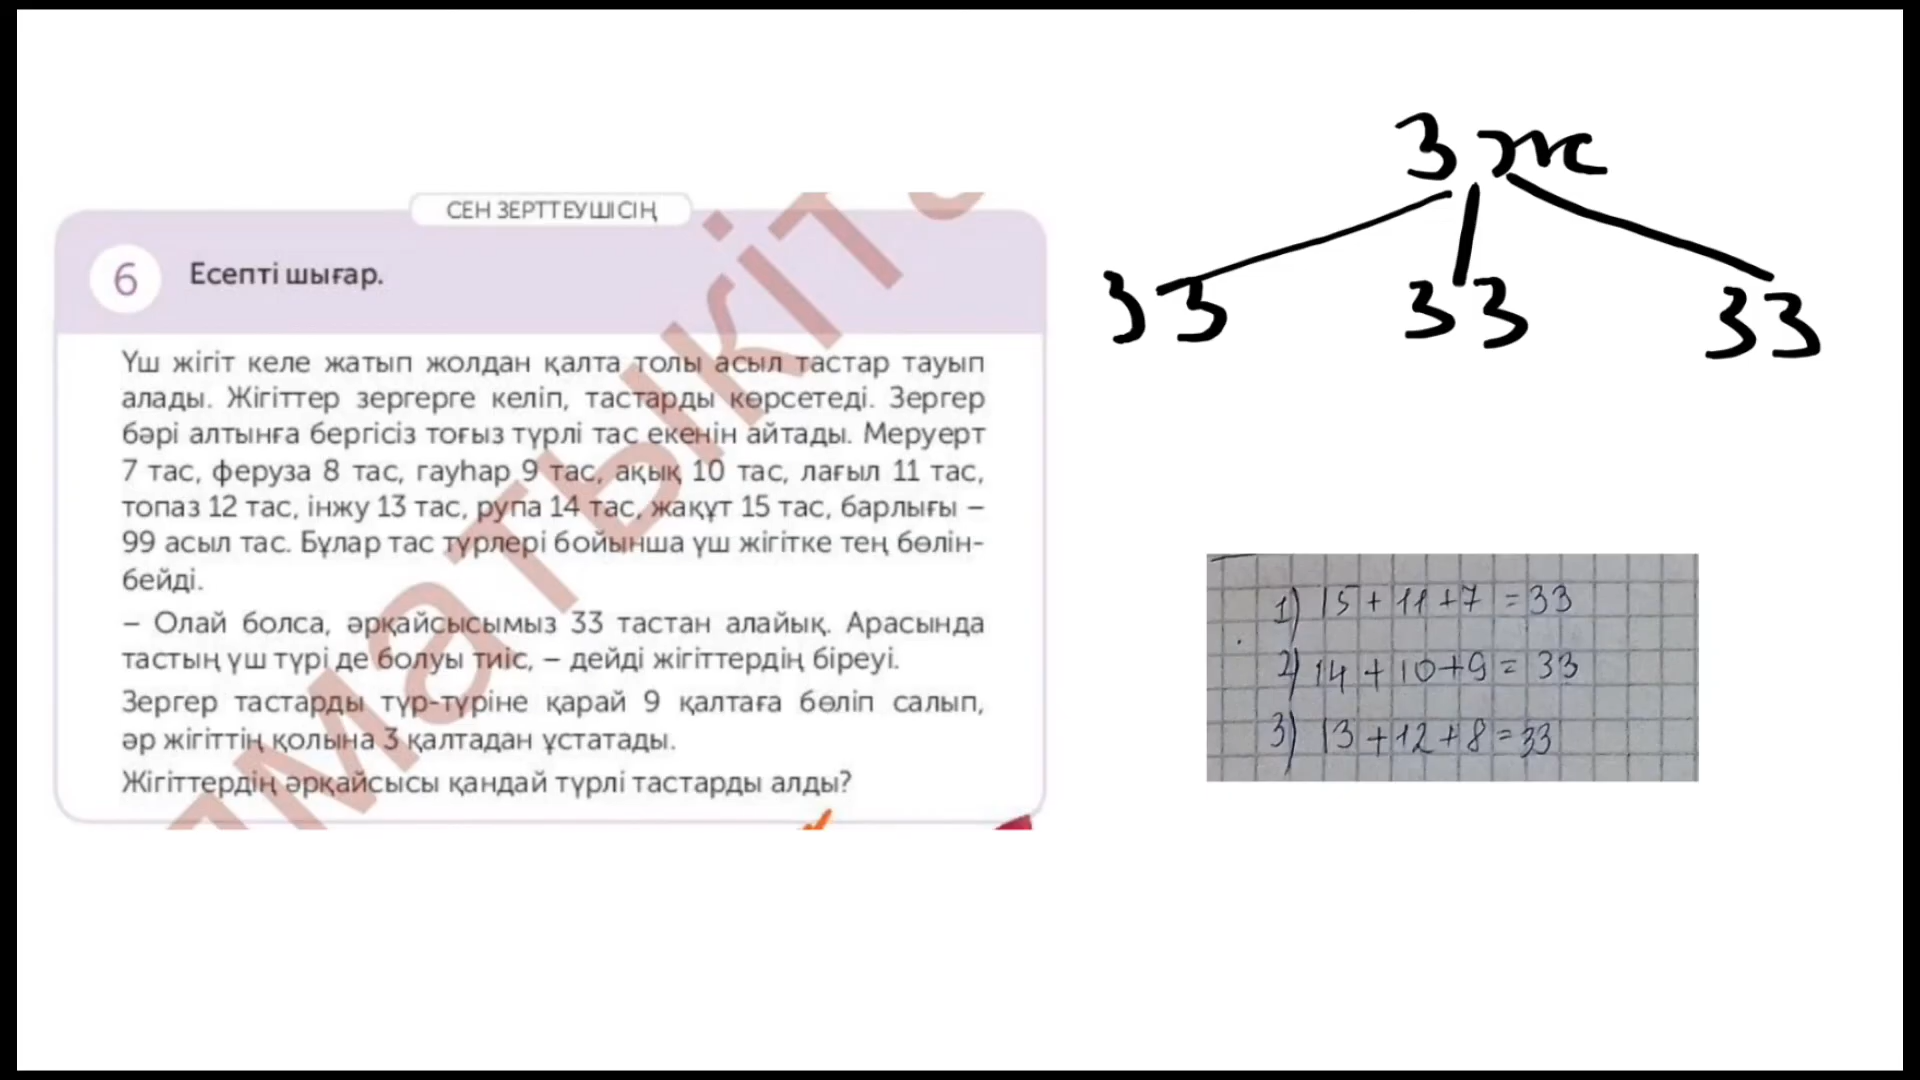 СЕН ЗЕРТТЕУШІСІҢ
6 Есепті шығар.
Үш жігіт келе жатып жолдан қалта толы асыл тастар тауып
алады. Жігіттер зергерге келіп, тастарды көрсетеді. Зергер
бәрі алтынға бергісіз тоғыз түрлі тас екенін айтады. Меруерт
7 тас, феруза 8 тас, гауһар 9 тас, ақық 10 тас, лағыл 11 тас,
топаз 12 тас, інжу 13 тас, рупа 14 тас, жақұт 15 тас, барлығы –
99 асыл тас. Бұлар тас түрлері бойынша үш жігітке тең бөлін-
бейді.
– Олай болса, әрқайсысымыз 33 тастан алайық. Арасында
тастың үш түрі де болуы тиіс, – дейді жігіттердің біреуі.
Зергер тастарды түр-түріне қарай 9 қалтаға бөліп салып,
әр жігіттің қолына 3 қалтадан ұстатады.
Жігіттердің әрқайсысы қандай түрлі тастарды алды?
3 ж
33 33 33
1) 15+11+7=33
2) 14+10+9=33
3) 13+12+8=33